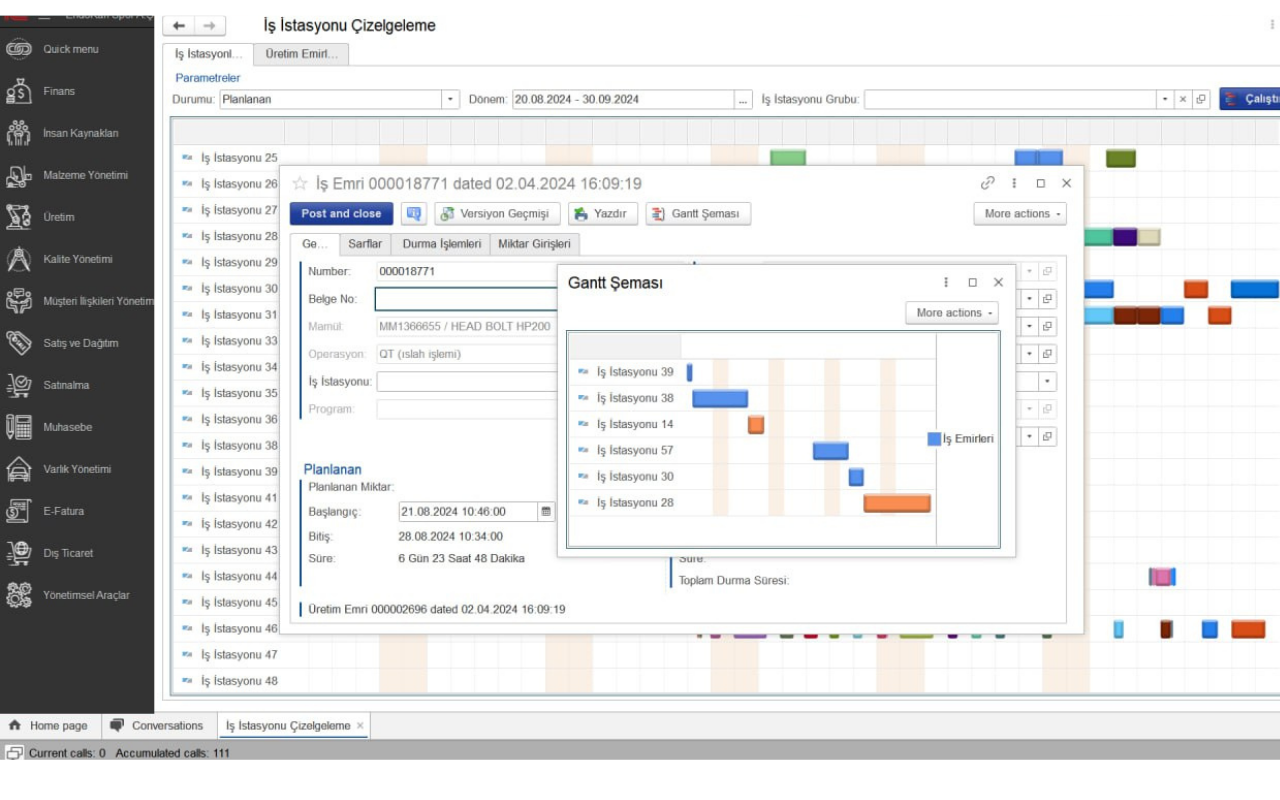 İş İstasyonu Çizelgeleme
İş İstasyonl... Üretim Emirl...
Parametreler
Durumu: Planlanan Dönem: 20.08.2024 - 30.09.2024 ... İş İstasyonu Grubu:
Quick menu
Finans
İnsan Kaynakları
Malzeme Yönetimi
Üretim
Kalite Yönetimi
Müşteri İlişkileri Yönetim
Satış ve Dağıtım
Satınalma
Muhasebe
Varlık Yönetimi
E-Fatura
Dış Ticaret
Yönetimsel Araçlar
İş İstasyonu 25
İş İstasyonu 26
İş İstasyonu 27
İş İstasyonu 28
İş İstasyonu 29
İş İstasyonu 30
İş İstasyonu 31
İş İstasyonu 33
İş İstasyonu 34
İş İstasyonu 35
İş İstasyonu 36
İş İstasyonu 38
İş İstasyonu 39
İş İstasyonu 41
İş İstasyonu 42
İş İstasyonu 43
İş İstasyonu 44
İş İstasyonu 45
İş İstasyonu 46
İş İstasyonu 47
İş İstasyonu 48
İş Emri 000018771 dated 02.04.2024 16:09:19
Post and close Versiyon Geçmişi Yazdır Gantt Şeması More actions
Ge... Sarflar Durma İşlemleri Miktar Girişleri
Number: 000018771
Belge No:
Mamül: MM1366655 / HEAD BOLT HP200
Operasyon: QT (ıslah işlemi)
İş İstasyonu:
Program:
Planlanan
Planlanan Miktar:
Başlangıç: 21.08.2024 10:46:00
Bitiş: 28.08.2024 10:34:00
Süre: 6 Gün 23 Saat 48 Dakika
Süre:
Toplam Durma Süresi:
Üretim Emri 000002696 dated 02.04.2024 16:09:19
Gantt Şeması
More actions
İş İstasyonu 39
İş İstasyonu 38
İş İstasyonu 14
İş İstasyonu 57
İş İstasyonu 30
İş İstasyonu 28
İş Emirleri
Home page Conversations İş İstasyonu Çizelgeleme
Current calls: 0 Accumulated calls: 111